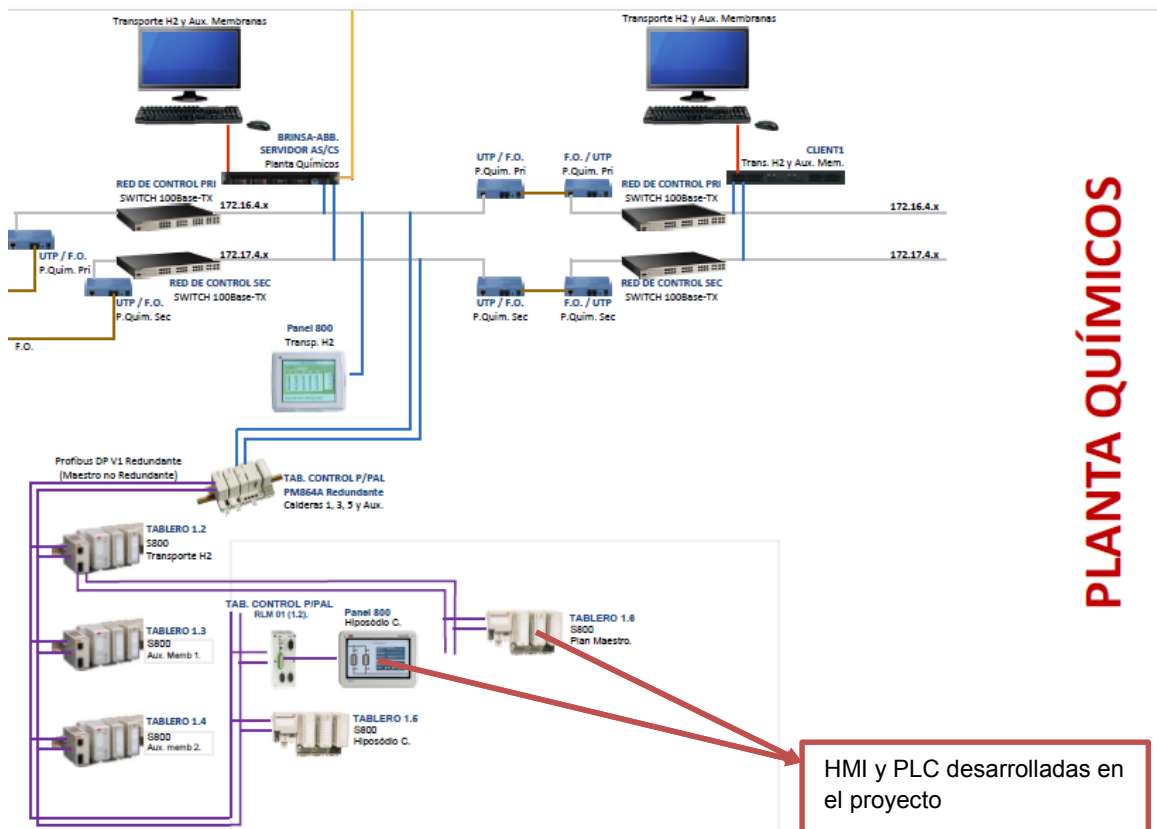 Transporte H2 y Aux. Membranas
Transporte H2 y Aux. Membranas
BRINSA-ABB.
SERVIDOR AS/CS
Planta Químicos
UTP / F.O.
P.Quim. Pri
F.O. / UTP
P.Quim. Pri
CLIENT1
Trans. H2 y Aux. Mem.
RED DE CONTROL PRI
SWITCH 100Base-TX
172.16.4.x
RED DE CONTROL PRI
SWITCH 100Base-TX
172.16.4.x
UTP / F.O.
P.Quim. Pri
172.17.4.x
172.17.4.x
RED DE CONTROL SEC
SWITCH 100Base-TX
UTP / F.O.
P.Quim. Sec
UTP / F.O.
P.Quim. Sec
F.O. / UTP
P.Quim. Sec
RED DE CONTROL SEC
SWITCH 100Base-TX
F.O.
Panel 800
Transp. H2
PLANTA QUÍMICOS
Profibus DP V1 Redundante
(Maestro no Redundante)
TAB. CONTROL P/PAL
PM864A Redundante
Calderas 1, 3, 5 y Aux.
TABLERO 1.2
S800
Transporte H2
TAB. CONTROL P/PAL
RLM 01 (1.2).
Panel 800
Hiposódio C.
TABLERO 1.6
S800
Plan Maestro.
TABLERO 1.3
S800
Aux. Memb 1.
TABLERO 1.4
S800
Aux. memb 2.
TABLERO 1.5
S800
Hiposódio C.
HMI y PLC desarrolladas en
el proyecto